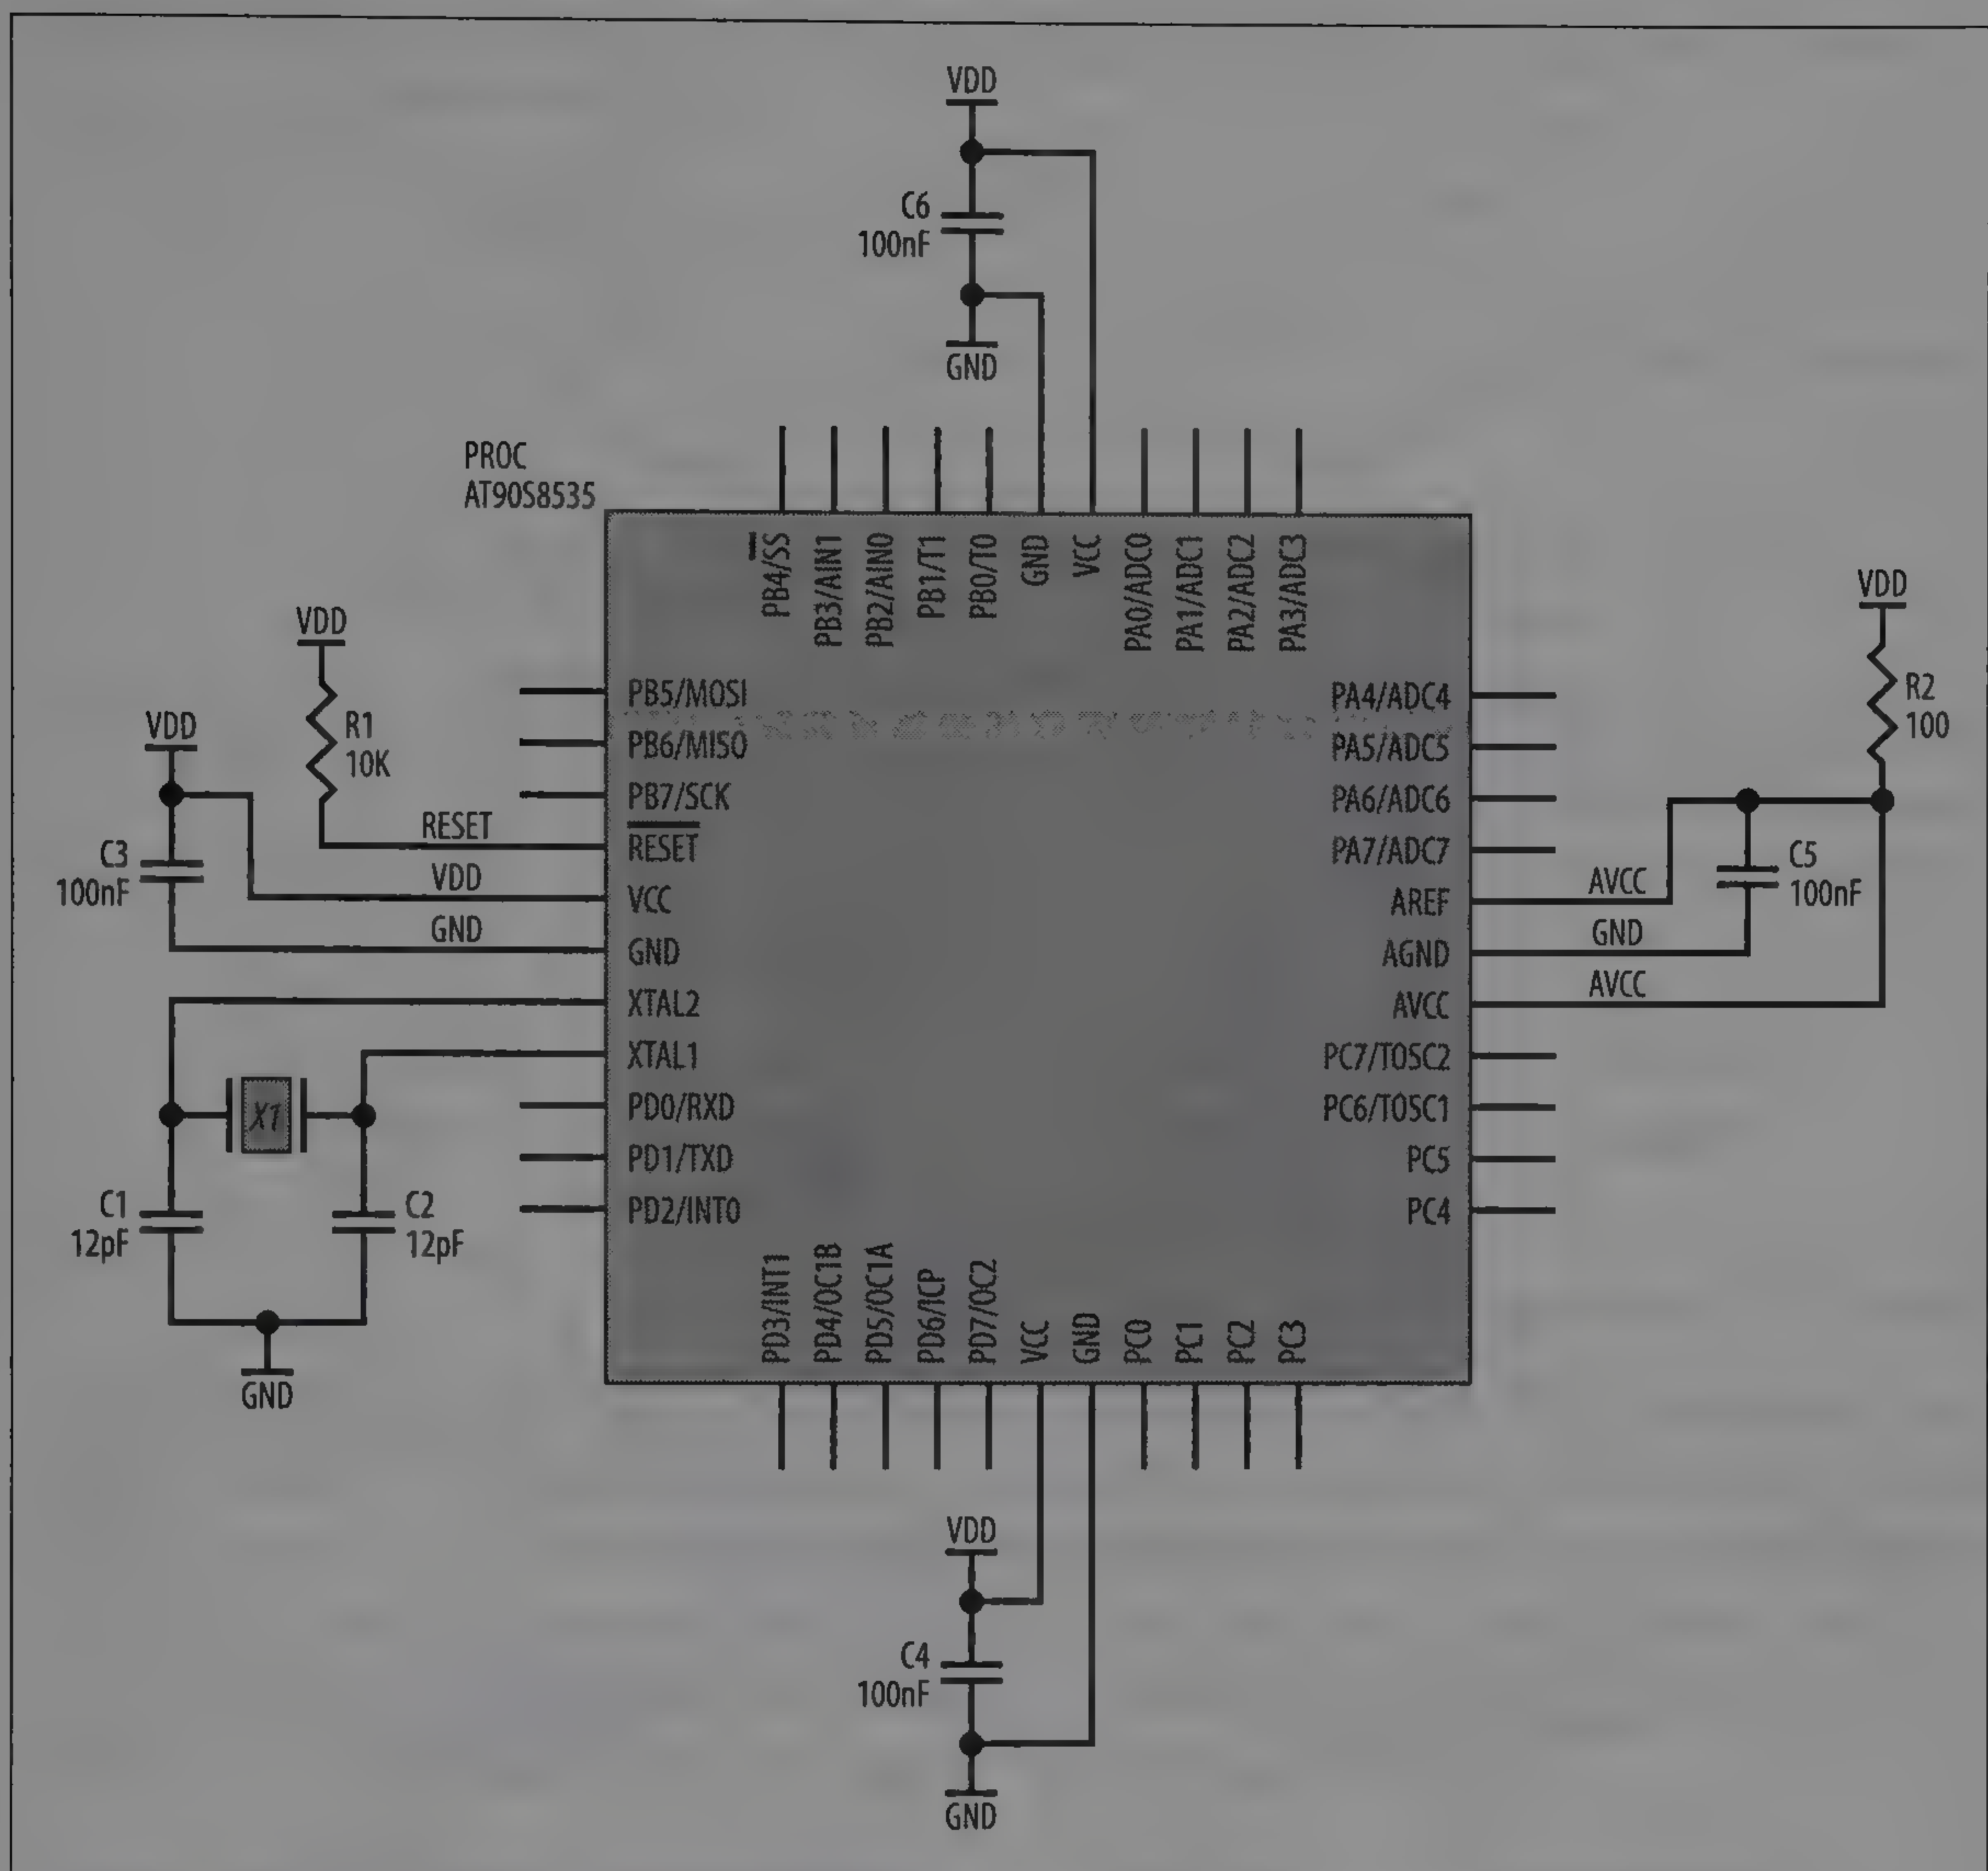 VDD
C6
100nF
GND
PROC
AT90S8535
PB4/SS
PB3/AIN1
PB2/AIN0
PB1/T1
PB0/T0
GND
VCC
PA0/ADC0
PA1/ADC1
PA2/ADC2
PA3/ADC3
VDD
R1
10K
VDD
C3
100nF
RESET
VDD
GND
PB5/MOSI
PB6/MISO
PB7/SCK
RESET
VCC
GND
XTAL2
XTAL1
PD0/RXD
PD1/TXD
PD2/INT0
X1
C1
12pF
C2
12pF
GND
PA4/ADC4
PA5/ADC5
PA6/ADC6
PA7/ADC7
AREF
AGND
AVCC
PC7/TOSC2
PC6/TOSC1
PC5
PC4
VDD
R2
100
C5
100nF
AVCC
GND
AVCC
PD3/INT1
PD4/OC1B
PD5/OC1A
PD6/ICP
PD7/OC2
VCC
GND
PC0
PC1
PC2
PC3
VDD
C4
100nF
GND